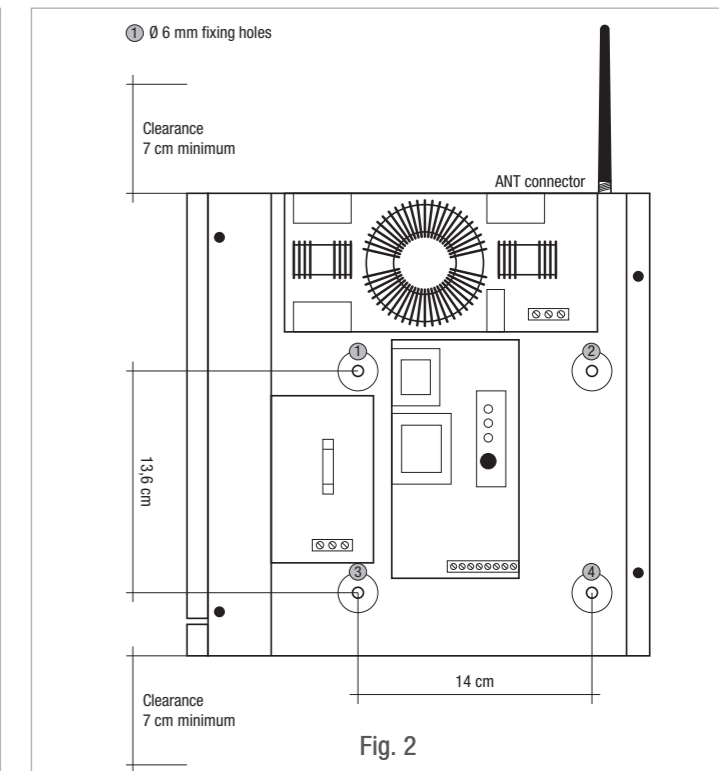 1 Ø 6 mm fixing holes
Clearance
7 cm minimum
ANT connector
1
2
13,6 cm
3
4
14 cm
Clearance
7 cm minimum
Fig. 2